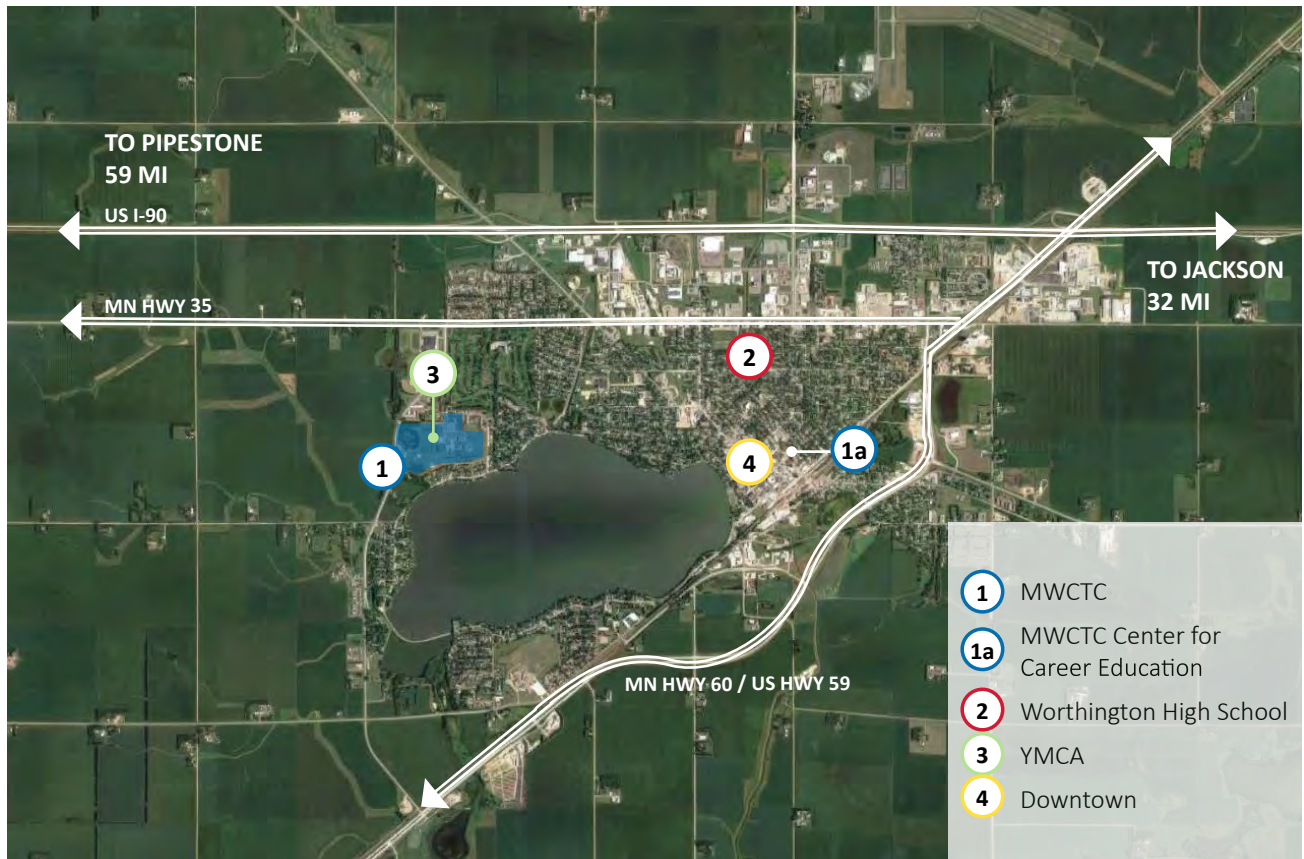 TO PIPESTONE
59 MI
US I-90
TO JACKSON
32 MI
MN HWY 35
2
3
1
4
1a
MN HWY 60 / US HWY 59
1 MWCTC
1a MWCTC Center for
Career Education
2 Worthington High School
3 YMCA
4 Downtown